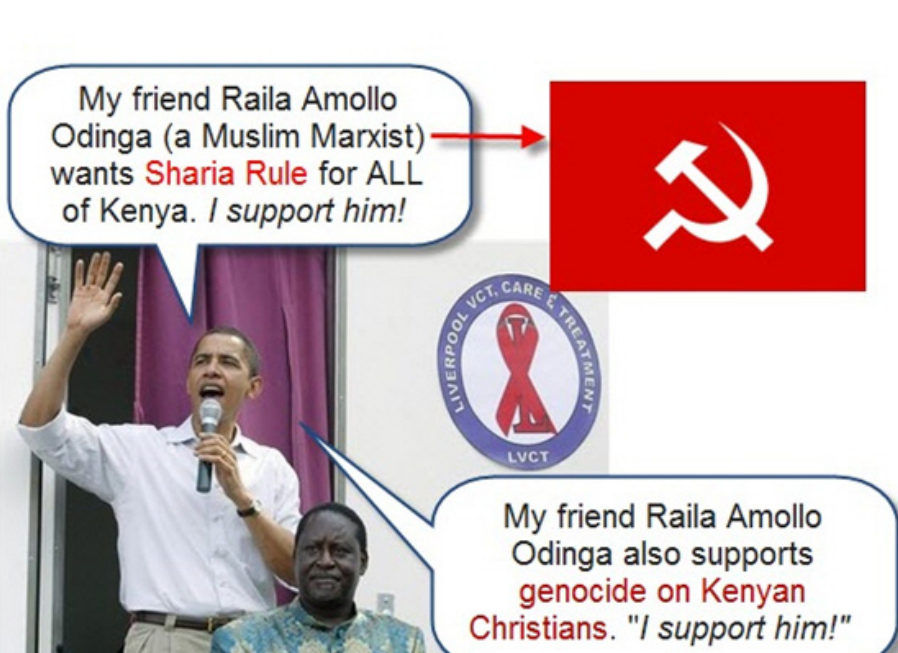 My friend Raila Amollo
Odinga (a Muslim Marxist)
wants Sharia Rule for ALL
of Kenya. I support him!
LIVERPOOL VCT, CARE & TREATMENT
LVCT
My friend Raila Amollo
Odinga also supports
genocide on Kenyan
Christians. "I support him!"